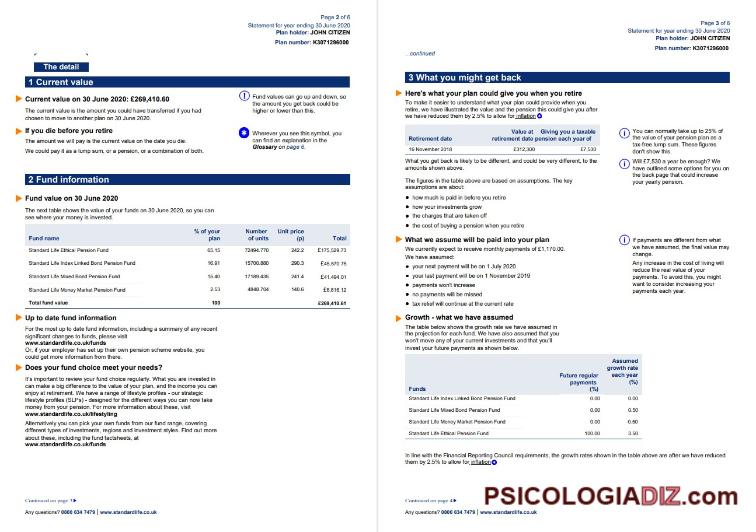 Page 2 of 6
Statement for year ending 30 June 2020
Plan holder: JOHN CITIZEN
Plan number: K3071296000
The detail
1 Current value
Current value on 30 June 2020: £269,410.60
The current value is the amount you could have transferred if you had
chosen to move to another plan on 30 June 2020.
If you die before you retire
The amount we will pay is the current value on the date you die.
We could pay it as a lump sum, or a pension, or a combination of both.
Fund values can go up and down, so
the amount you get back could be
higher or lower than this.
Whenever you see this symbol, you
can find an explanation in the
Glossary on page 6.
2 Fund information
Fund value on 30 June 2020
The next table shows the value of your funds on 30 June 2020, so you can
see where your money is invested.
Fund name % of your plan Number of units Unit price (p) Total
Standard Life Ethical Pension Fund 65.15 72494.770 242.2 £175,529.73
Standard Life Index Linked Bond Pension Fund 16.91 15700.880 290.3
Standard Life Mixed Bond Pension Fund 15.40 17189.435 241.4 £41,494.01
Standard Life Money Market Pension Fund 2.53 4848.704 140.6 £6,816.12
Total fund value 100 £269,410.61
Up to date fund information
For the most up to date fund information, including a summary of any recent
significant changes to funds, please visit
www.standardlife.co.uk/funds
Or, if your employer has set up their own pension scheme website, you
could get more information from there.
Does your fund choice meet your needs?
It's important to review your fund choice regularly. What you are invested in
can make a big difference to the value of your plan, and the income you can
enjoy in retirement. We have a range of lifestyle profiles - our strategic
lifestyle profiles (SLP's) - designed for the different ways you can now take
money from your pension. For more information about these, visit
www.standardlife.co.uk/lifestyling
Alternatively you can pick your own funds from our fund range, covering
different types of investments, regions and investment styles. Find out more
about these, including the fund factsheets, at
www.standardlife.co.uk/funds
Continued on page 3
Any questions? 0800 634 7479 | www.standardlife.co.uk
Page 3 of 6
Statement for year ending 30 June 2020
Plan holder: JOHN CITIZEN
Plan number: K3071296000
...continued
3 What you might get back
Here's what your plan could give you when you retire
To make it easier to understand what your plan could provide when you
retire, we have illustrated the value and the pension this could give you after
we have reduced them by 2.5% to allow for inflation
Retirement date Value at retirement date Giving you a taxable pension each year of
16 November 2018 £312,300 £7,530
What you get back is likely to be different, and could be very different, to the
amounts shown above.
The figures in the table above are based on assumptions. The key
assumptions are about:
how much is paid in before you retire
how your investments grow
the charges that are taken off
the cost of buying a pension when you retire
You can normally take up to 25% of
the value of your pension plan as a
tax-free lump sum. These figures
don't show this.
Will £7,530 a year be enough? We
have outlined some options for you on
the back page that could increase
your yearly pension.
What we assume will be paid into your plan
We currently expect to receive monthly payments of £1,170.00.
We have assumed:
your next payment will be on 1 July 2020
your last payment will be on 1 November 2019
payments won't increase
no payments will be missed
tax relief will continue at the current rate
If payments are different from what
we have assumed, the final value may
change.
Any increase in the cost of living will
reduce the real value of your
payments. To avoid this, you might
want to consider increasing your
payments each year.
Growth - what we have assumed
The table below shows the growth rate we have assumed in
the projection for each fund. We have also assumed that you
won't move any of your current investments and that you'll
invest your future payments as shown below.
Funds Future regular payments (%) Assumed growth rate each year (%)
Standard Life Index Linked Bond Pension Fund 0.00 0.00
Standard Life Mixed Bond Pension Fund 0.00 0.50
Standard Life Money Market Pension Fund 0.00
Standard Life Ethical Pension Fund 100.00 3.50
In line with the Financial Reporting Council requirements, the growth rates shown in the table above are after we have reduced
them by 2.5% to allow for inflation
Continued on page 4
Any questions? 0800 634 7479 | www.standardlife.co.uk
PSICOLOGIADIZ.com